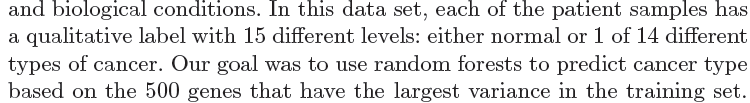 and biological conditions. In this data set, each of the patient samples has
a qualitative label with 15 different levels: either normal or 1 of 14 different
types of cancer. Our goal was to use random forests to predict cancer type
based on the 500 genes that have the largest variance in the training set.